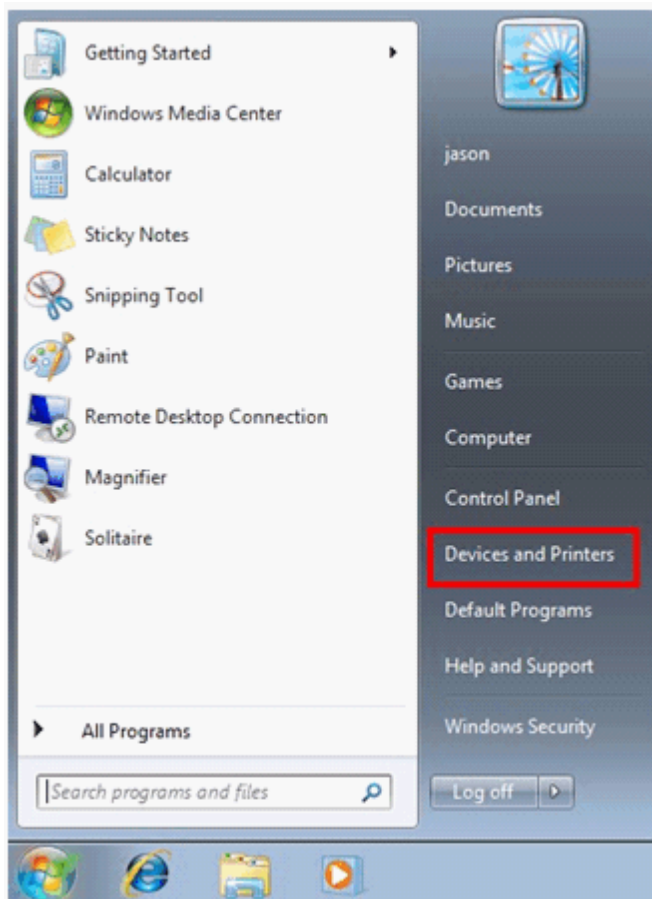 Getting Started
Windows Media Center
Calculator
Sticky Notes
Snipping Tool
Paint
Remote Desktop Connection
Magnifier
Solitaire
All Programs
Search programs and files
jason
Documents
Pictures
Music
Games
Computer
Control Panel
Devices and Printers
Default Programs
Help and Support
Windows Security
Log off